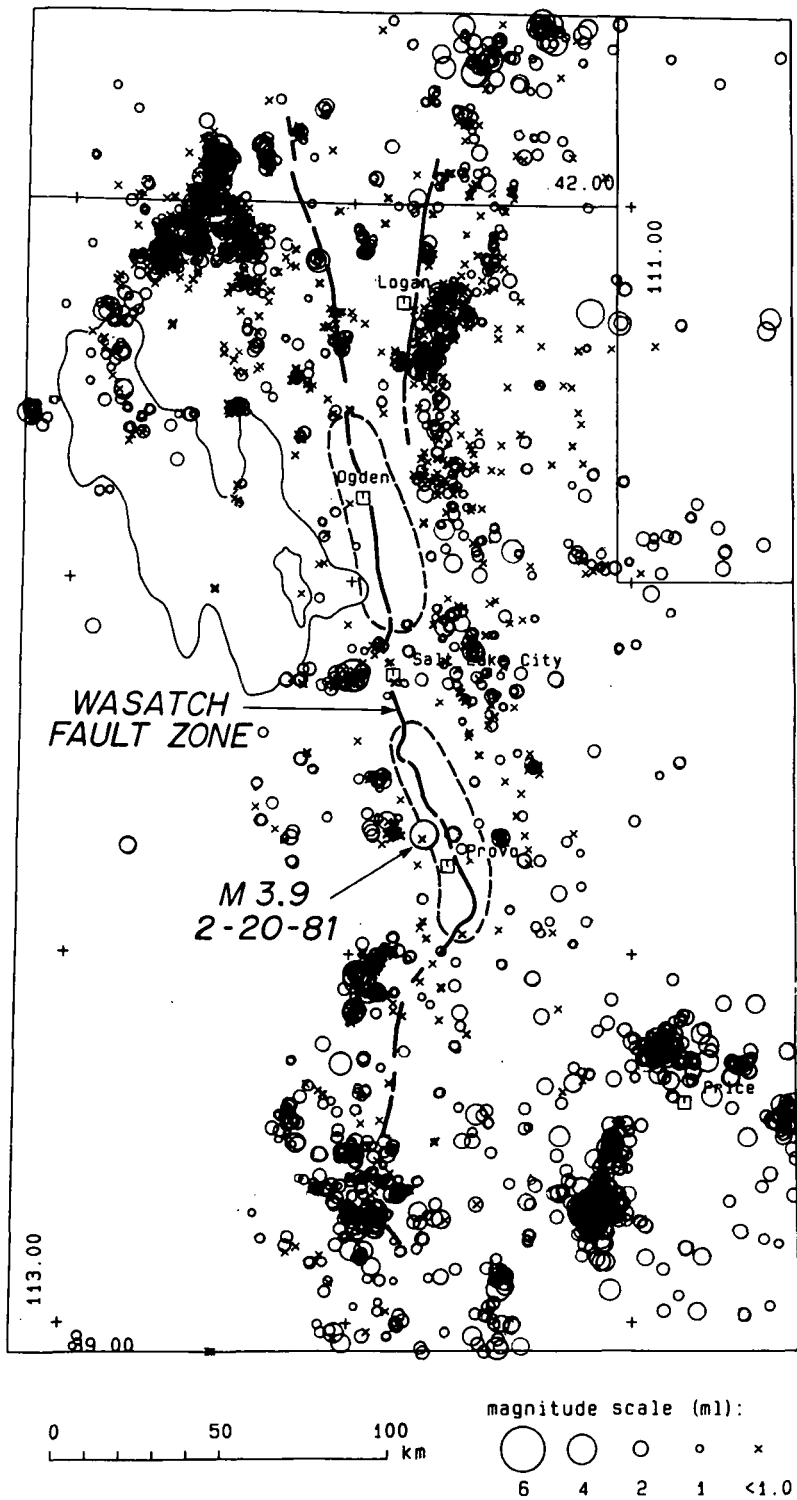 42.00
111.00
Logan
Ogden
Salt Lake City
WASATCH
FAULT ZONE
Provo
M 3.9
2-20-81
Price
113.00
39.00
0 50 100
km
magnitude scale (ml):
6 4 2 1 <1.0